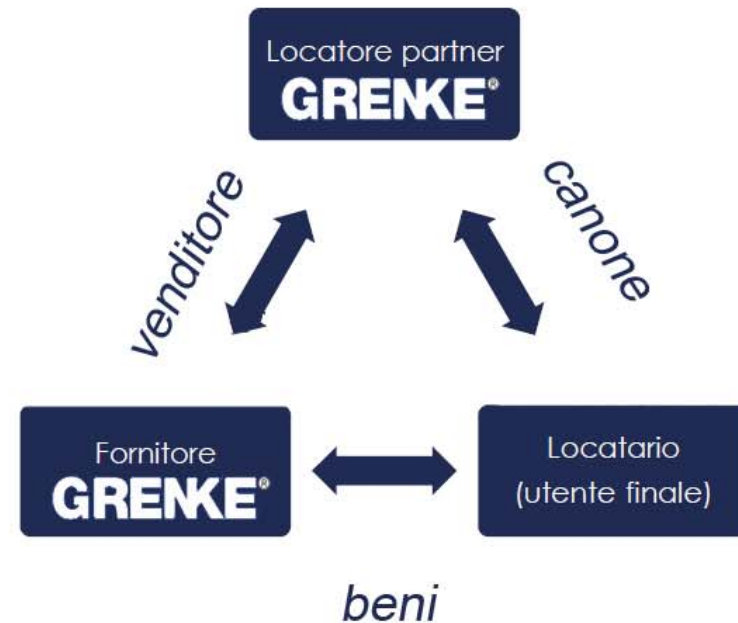 Locatore partner
GRENKE®
venditore
canone
Fornitore
GRENKE®
Locatario
(utente finale)
beni